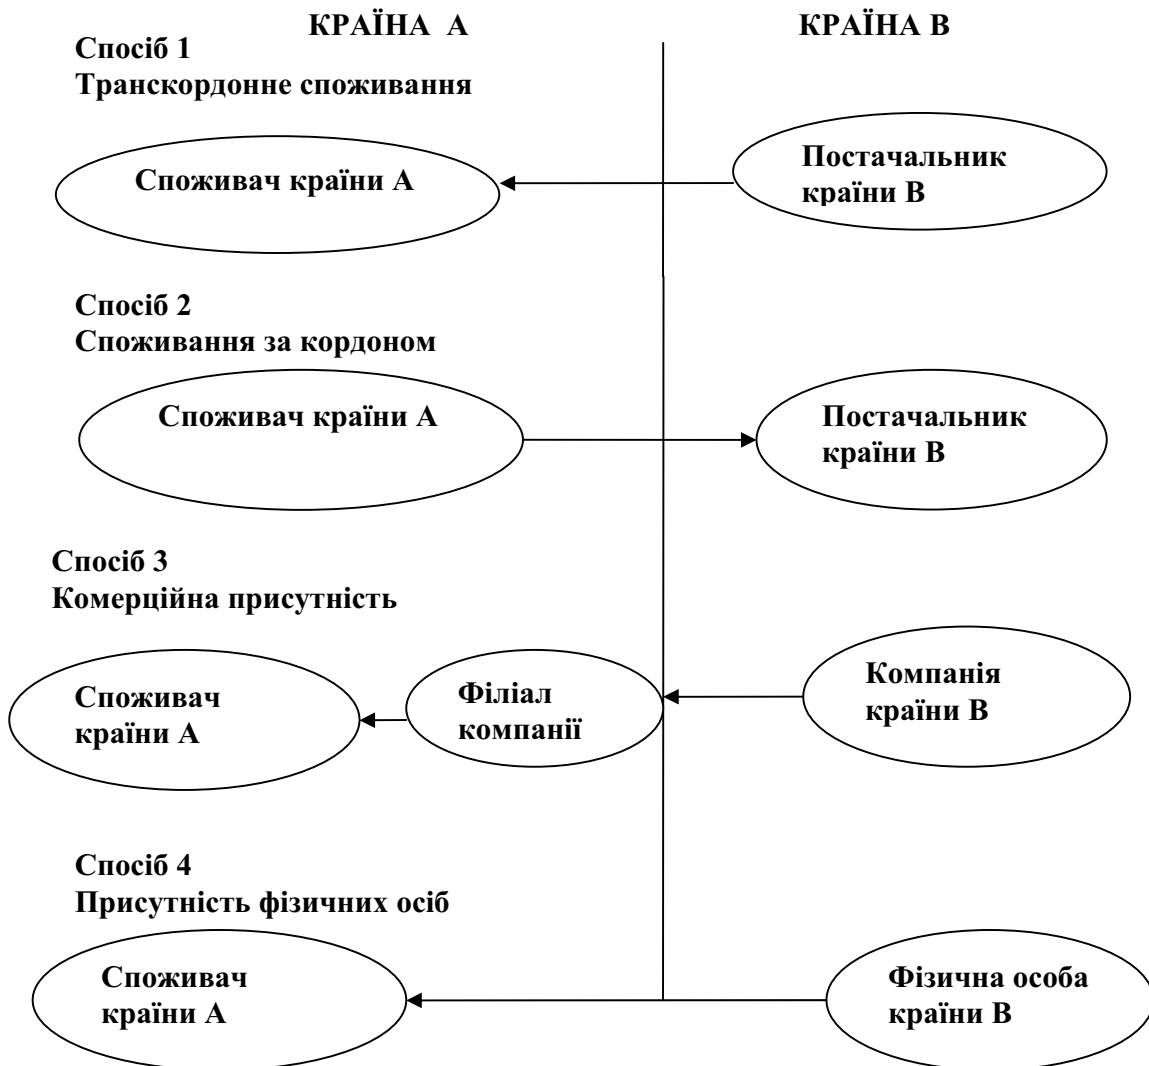 КРАЇНА А
КРАЇНА В
Спосіб 1
Транскордонне споживання
Споживач країни А
Постачальник
країни В
Спосіб 2
Споживання за кордоном
Споживач країни А
Постачальник
країни В
Спосіб 3
Комерційна присутність
Споживач
країни А
Філіал
компанії
Компанія
країни В
Спосіб 4
Присутність фізичних осіб
Споживач
країни А
Фізична особа
країни В